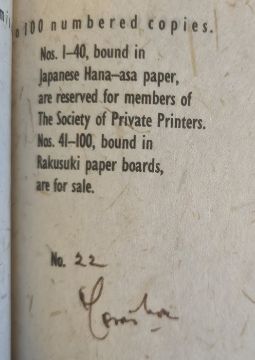 100 numbered copies.
Nos. 1–40, bound in
Japanese Hana–asa paper,
are reserved for members of
The Society of Private Printers.
Nos. 41–100, bound in
Rakusuki paper boards,
are for sale.
No. 22